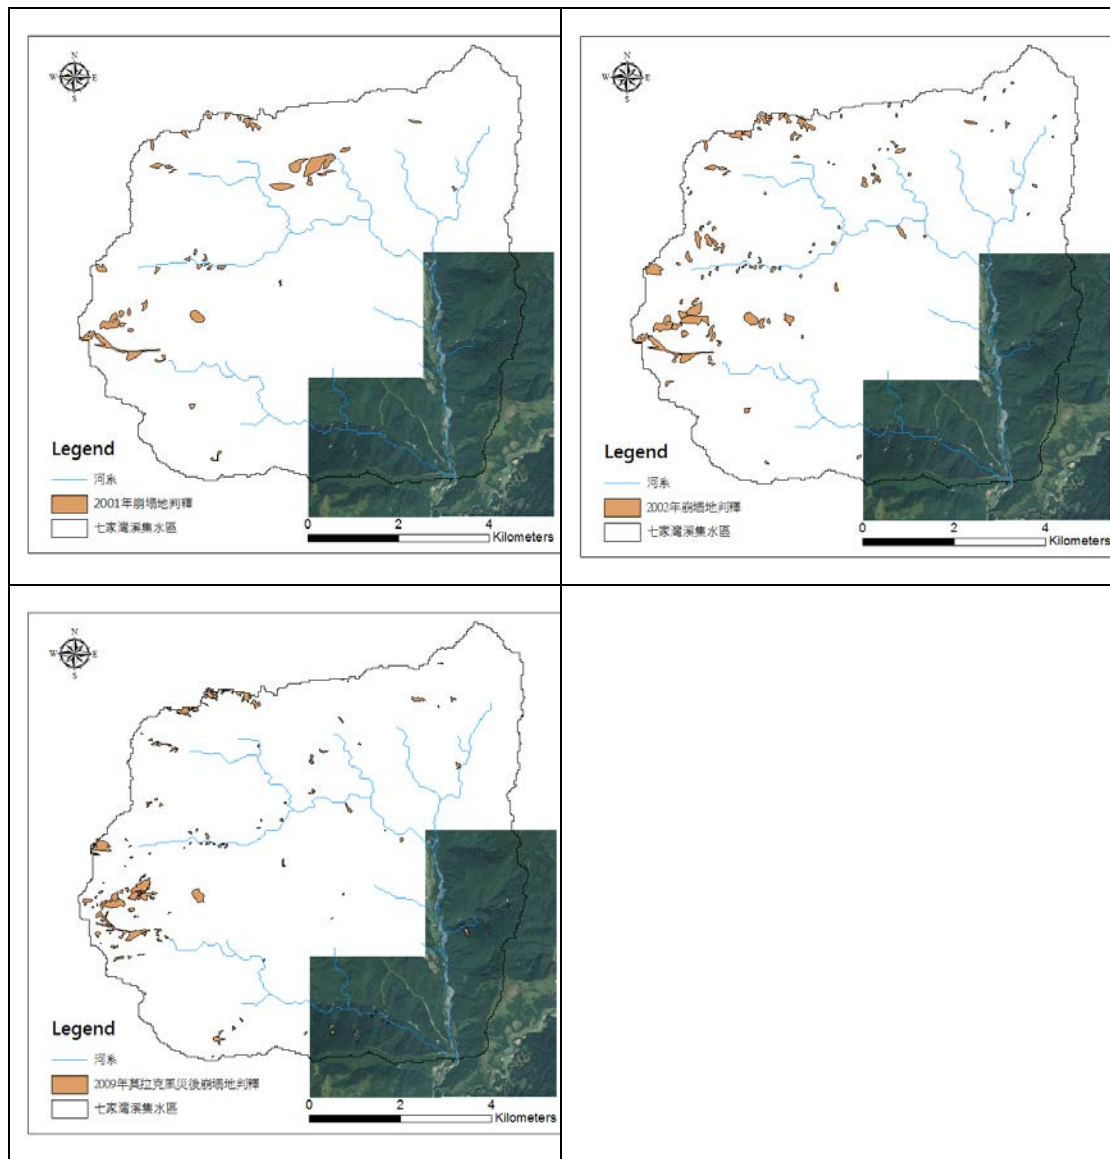 N
W E
S
Legend
河系
2001年崩塌地判釋
七家灣溪集水區
0 2 4
Kilometers
N
W E
S
Legend
河系
2002年崩塌地判釋
七家灣溪集水區
0 2 4
Kilometers
N
W E
S
Legend
河系
2009年莫拉克風災後崩塌地判釋
七家灣溪集水區
0 2 4
Kilometers